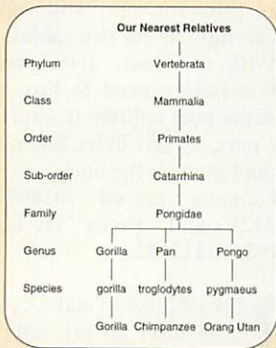 Our Nearest Relatives
Phylum Vertebrata
Class Mammalia
Order Primates
Sub-order Catarrhina
Family Pongidae
Genus Gorilla Pan Pongo
Species gorilla troglodytes pygmaeus
Gorilla Chimpanzee Orang Utan